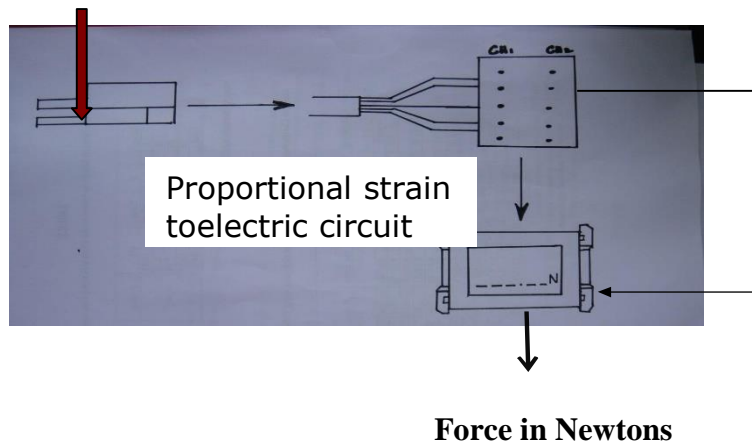 CH1 CH2
Proportional strain
toelectric circuit
N
Force in Newtons